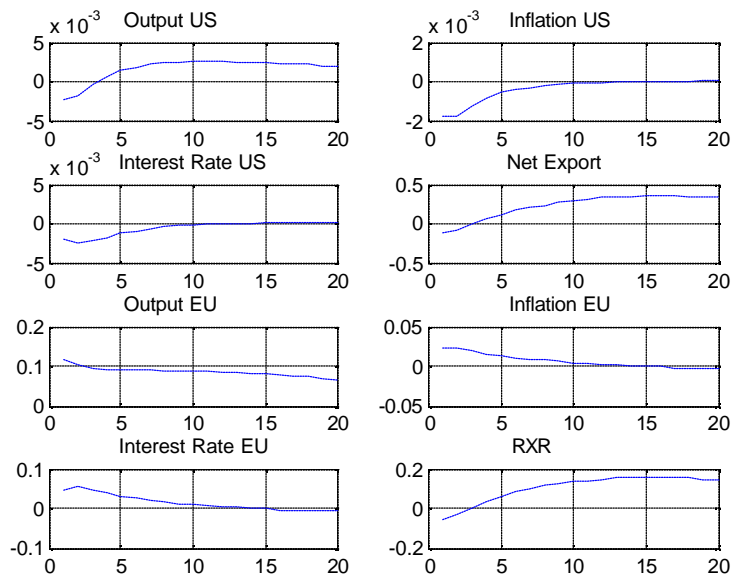 x 10⁻³ Output US
5
0
-5
0 5 10 15 20
x 10⁻³ Inflation US
2
0
-2
0 5 10 15 20
x 10⁻³ Interest Rate US
5
0
-5
0 5 10 15 20
Net Export
0.5
0
-0.5
0 5 10 15 20
Output EU
0.2
0.1
0
0 5 10 15 20
Inflation EU
0.05
0
-0.05
0 5 10 15 20
Interest Rate EU
0.1
0
-0.1
0 5 10 15 20
RXR
0.2
0
-0.2
0 5 10 15 20